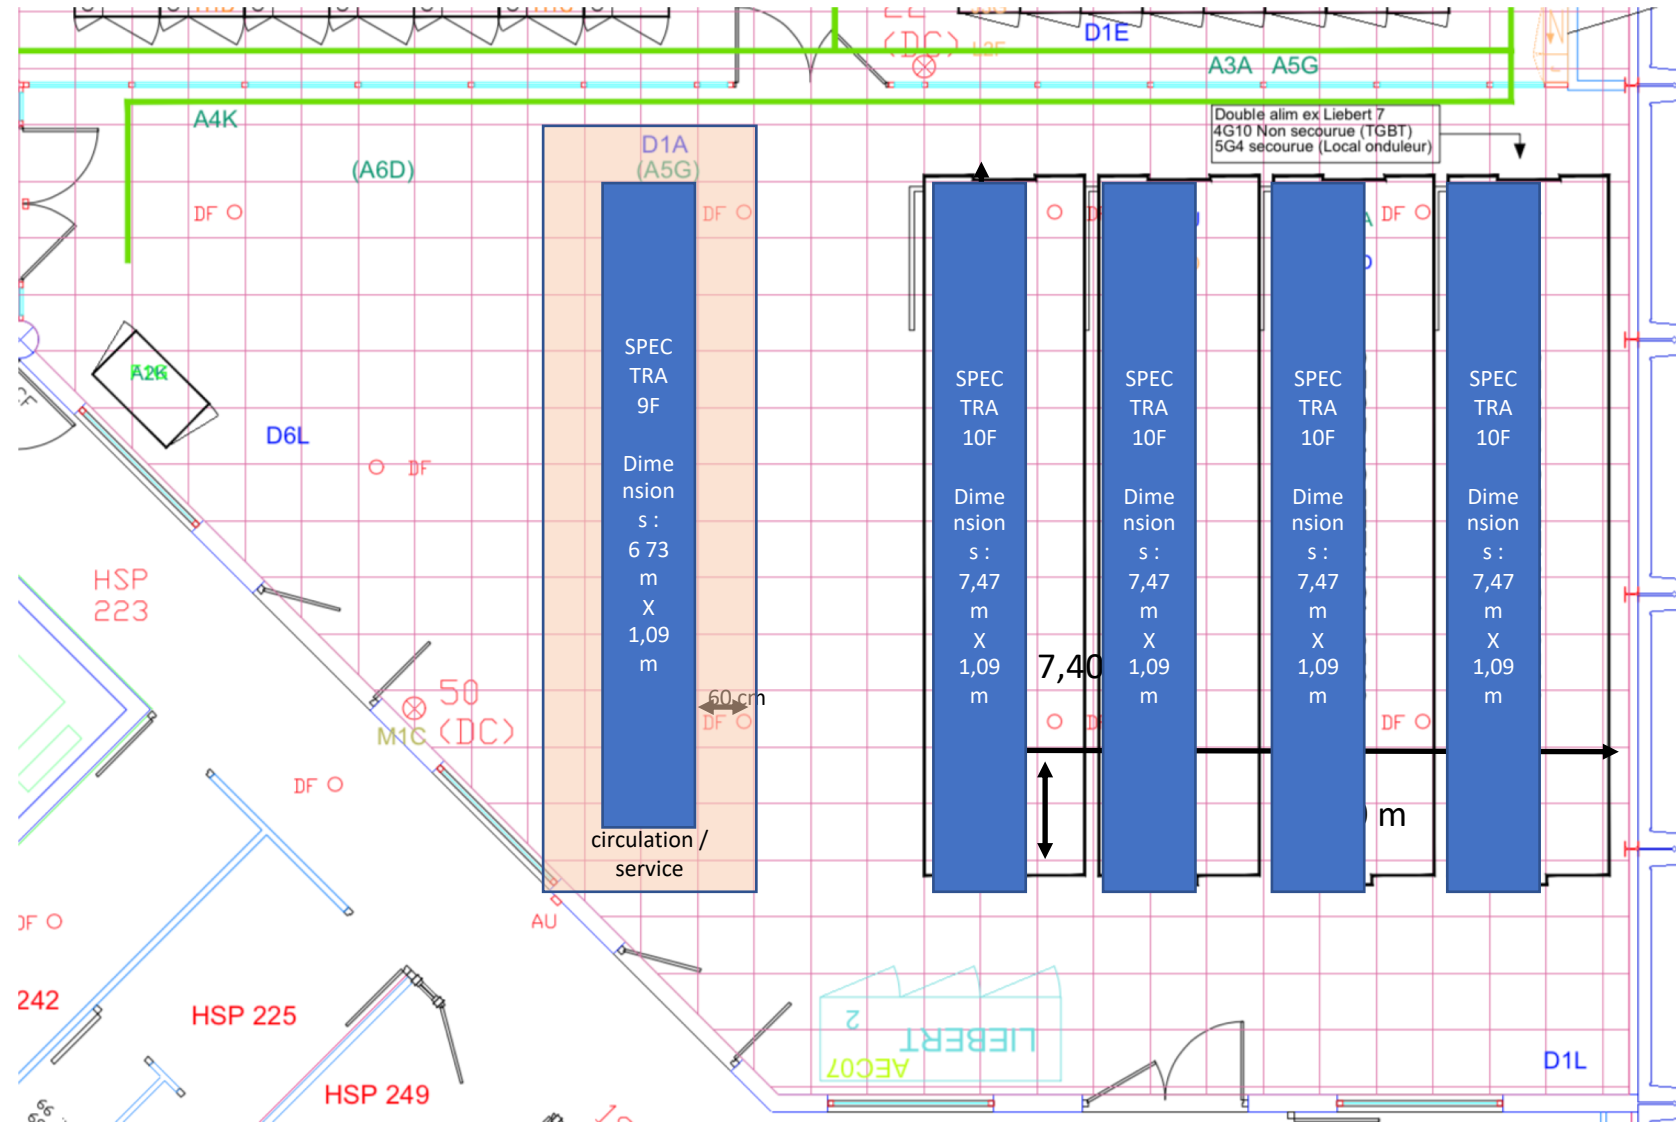 22
(DC)
D1E
A3A A5G
Double alim ex Liebert 7
4G10 Non secourue (TGBT)
5G4 secourue (Local onduleur)
A4K
(A6D)
D1A
(A5G)
DF
DF
DF
SPEC
TRA
9F
Dime
nsion
s :
6 73
m
X
1,09
m
SPEC
TRA
10F
Dime
nsion
s :
7,47
m
X
1,09
m
SPEC
TRA
10F
Dime
nsion
s :
7,47
m
X
1,09
m
SPEC
TRA
10F
Dime
nsion
s :
7,47
m
X
1,09
m
SPEC
TRA
10F
Dime
nsion
s :
7,47
m
X
1,09
m
A2K
D6L
DF
HSP
223
7,40
60 cm
50
(DC)
M1C
DF
DF
DF
m
circulation /
service
AU
242
HSP 225
HSP 249
2
LIEBERT
AEC07
D1L